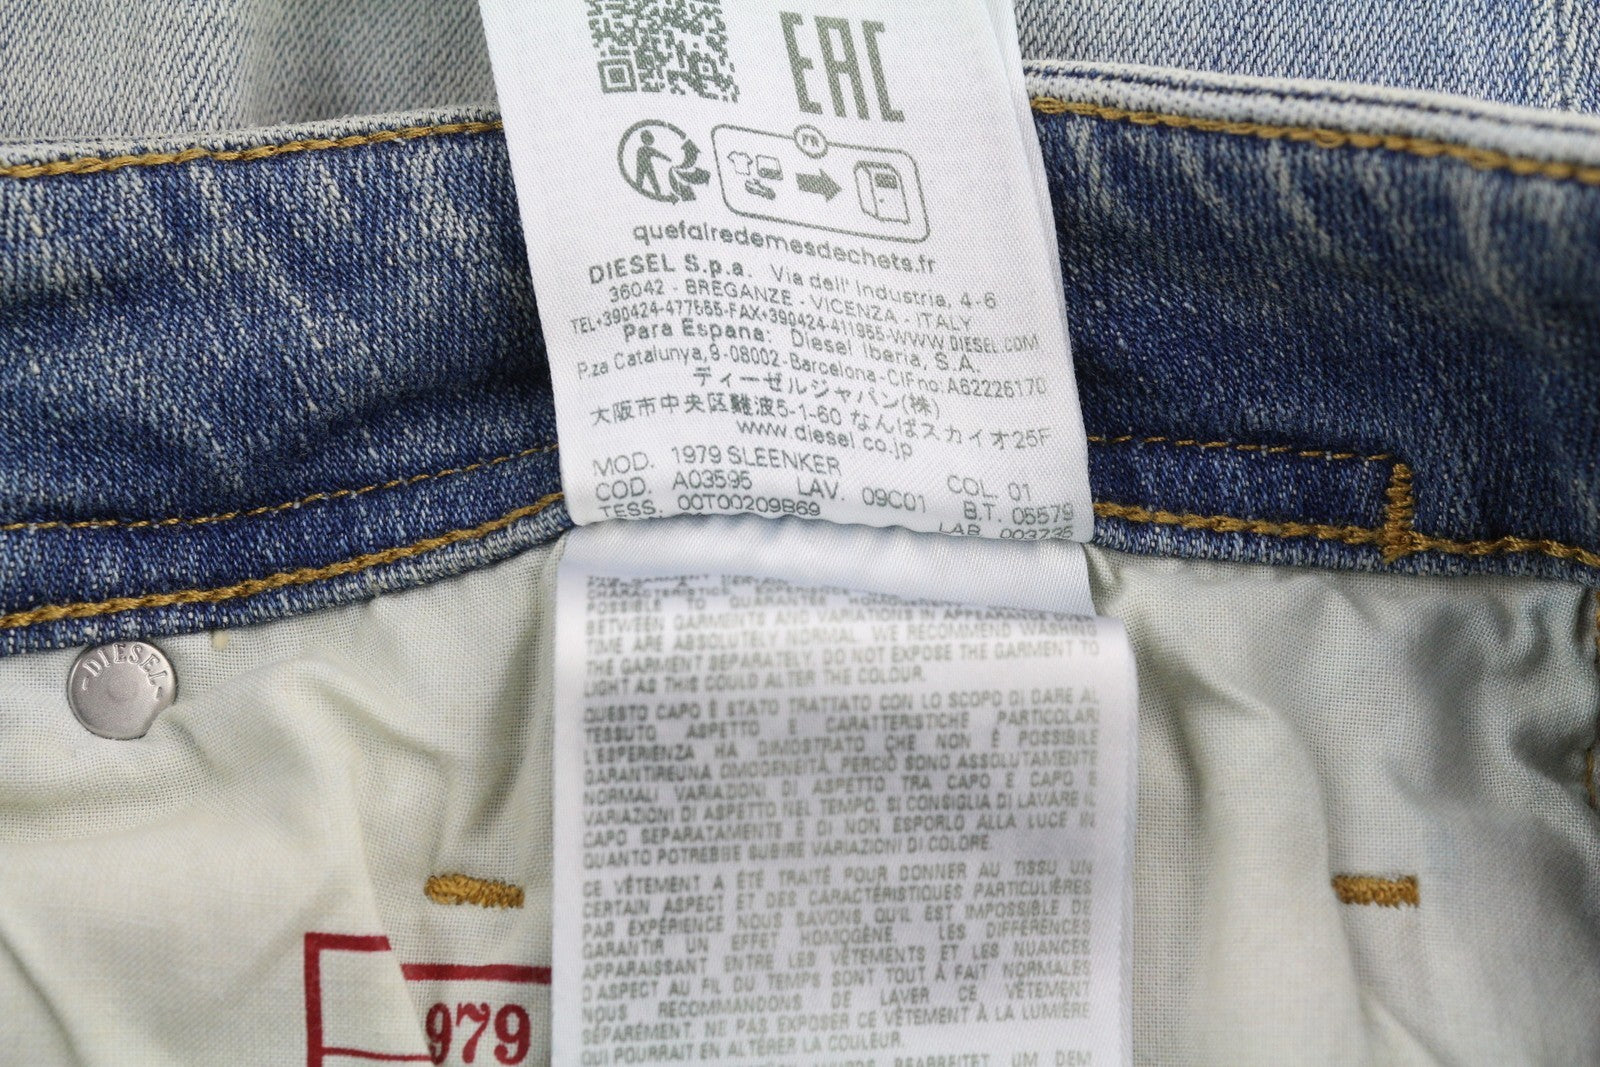 EAC
FR
quefairedemesdechets.fr
DIESEL S.p.a. Via dell' Industria, 4-6
36042 - BREGANZE - VICENZA - ITALY
TEL+390424-477555-FAX+390424-411955-WWW.DIESEL.COM
Para Espana: Diesel Iberia, S.A.
P.za Catalunya,9-08002-Barcelona-CIFno:A62226170
ディーゼルジャパン(株)
大阪市中央区難波5-1-60 なんばスカイオ25F
www.diesel.co.jp
MOD. 1979 SLEENKER
COD. A03595 LAV. 09C01 COL. 01
TESS. 00T00209B69 B.T. 05579
LAB. 003735
POSSIBLE TO GUARANTEE
BETWEEN GARMENTS AND VARIATIONS IN APPEARANCE OVER
TIME ARE ABSOLUTELY NORMAL. WE RECOMMEND WASHING
THE GARMENT SEPARATELY. DO NOT EXPOSE THE GARMENT TO
LIGHT AS THIS COULD ALTER THE COLOUR.
QUESTO CAPO È STATO TRATTATO CON LO SCOPO DI DARE AL
TESSUTO ASPETTO E CARATTERISTICHE PARTICOLARI
L'ESPERIENZA HA DIMOSTRATO CHE NON È POSSIBILE
GARANTIREUNA OMOGENEITÀ, PERCIÒ SONO ASSOLUTAMENTE
NORMALI VARIAZIONI DI ASPETTO TRA CAPO E CAPO E
VARIAZIONI DI ASPETTO NEL TEMPO. SI CONSIGLIA DI LAVARE IL
CAPO SEPARATAMENTE E DI NON ESPORLO ALLA LUCE IN
QUANTO POTREBBE SUBIRE VARIAZIONI DI COLORE.
CE VÊTEMENT A ÉTÉ TRAITÉ POUR DONNER AU TISSU UN
CERTAIN ASPECT ET DES CARACTÉRISTIQUES PARTICULIÈRES
PAR EXPÉRIENCE NOUS SAVONS QU'IL EST IMPOSSIBLE DE
GARANTIR UN EFFET HOMOGÈNE. LES DIFFÉRENCES
APPARAISSANT ENTRE LES VÊTEMENTS ET LES NUANCES
D'ASPECT AU FIL DU TEMPS SONT TOUT À FAIT NORMALES
NOUS RECOMMANDONS DE LAVER CE VÊTEMENT
SÉPARÉMENT. NE PAS EXPOSER CE VÊTEMENT À LA LUMIÈRE
QUI POURRAIT EN ALTÉRER LA COULEUR.
BEARBEITET UM DEM
DIESEL
979